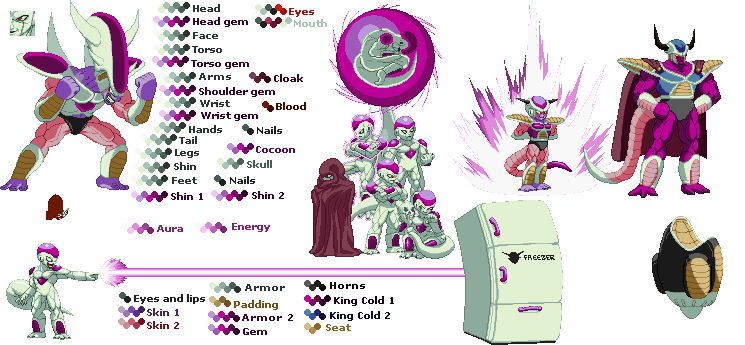 Head
Eyes
Head gem
Mouth
Face
Torso
Torso gem
Arms
Cloak
Shoulder gem
Wrist
Blood
Wrist gem
Hands
Nails
Tail
Legs
Cocoon
Shin
Skull
Feet
Nails
Shin 1
Shin 2
Aura
Energy
FREEZER
Eyes and lips
Skin 1
Skin 2
Armor
Padding
Armor 2
Gem
Horns
King Cold 1
King Cold 2
Seat